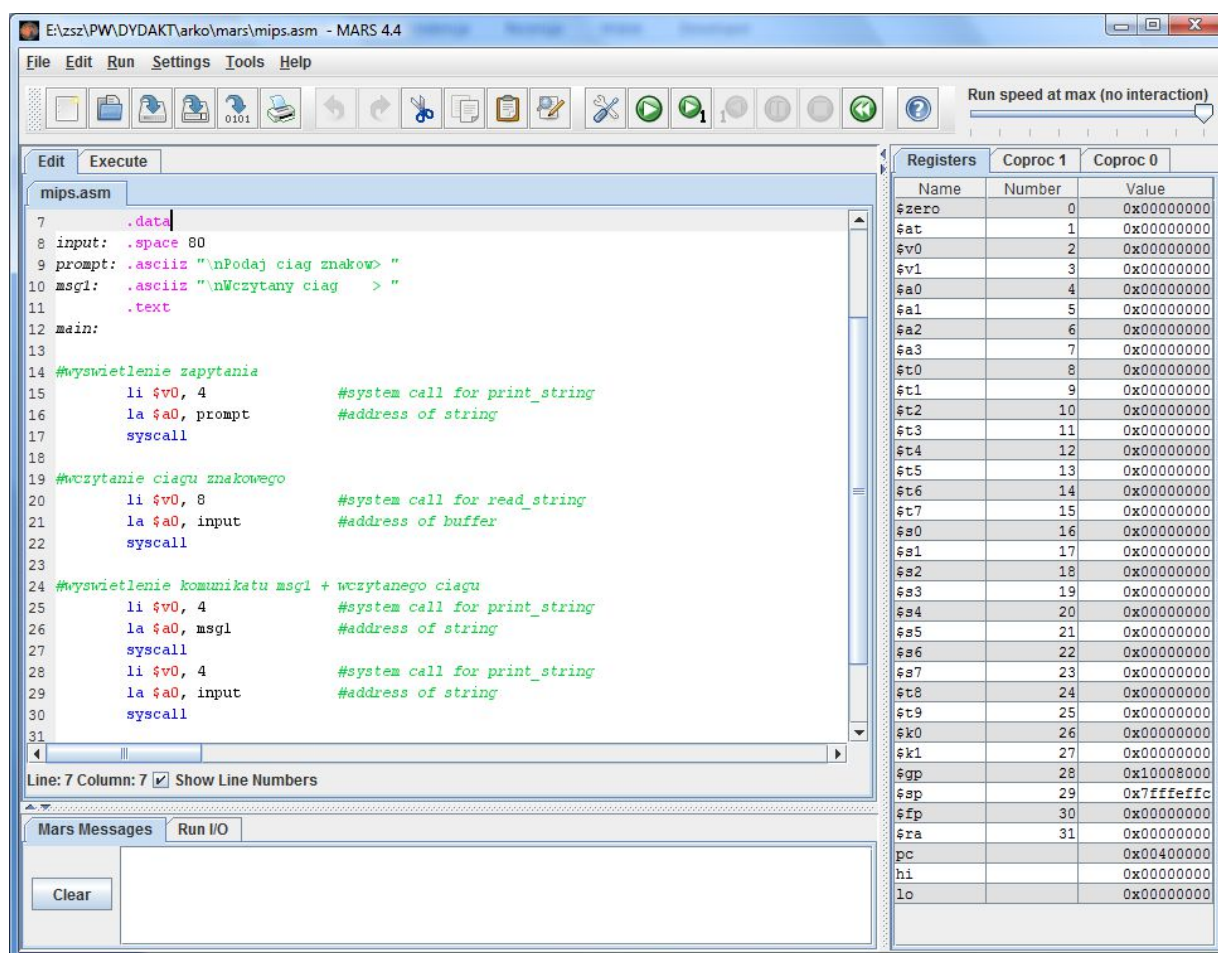 E:\zsz\PW\DYDAKT\arko\mars\mips.asm - MARS 4.4
File Edit Run Settings Tools Help
Run speed at max (no interaction)
Edit Execute
mips.asm
7 .data
8 input: .space 80
9 prompt: .asciiz "\nPodaj ciag znakow> "
10 msg1: .asciiz "\nWczytany ciag    > "
11 .text
12 main:
13
14 #wyswietlenie zapytania
15 li $v0, 4 #system call for print_string
16 la $a0, prompt #address of string
17 syscall
18
19 #wczytanie ciagu znakowego
20 li $v0, 8 #system call for read_string
21 la $a0, input #address of buffer
22 syscall
23
24 #wyswietlenie komunikatu msg1 + wczytanego ciagu
25 li $v0, 4 #system call for print_string
26 la $a0, msg1 #address of string
27 syscall
28 li $v0, 4 #system call for print_string
29 la $a0, input #address of string
30 syscall
31
Line: 7 Column: 7 Show Line Numbers
Mars Messages Run I/O
Clear
Registers Coproc 1 Coproc 0
Name Number Value
$zero 0 0x00000000
$at 1 0x00000000
$v0 2 0x00000000
$v1 3 0x00000000
$a0 4 0x00000000
$a1 5 0x00000000
$a2 6 0x00000000
$a3 7 0x00000000
$t0 8 0x00000000
$t1 9 0x00000000
$t2 10 0x00000000
$t3 11 0x00000000
$t4 12 0x00000000
$t5 13 0x00000000
$t6 14 0x00000000
$t7 15 0x00000000
$s0 16 0x00000000
$s1 17 0x00000000
$s2 18 0x00000000
$s3 19 0x00000000
$s4 20 0x00000000
$s5 21 0x00000000
$s6 22 0x00000000
$s7 23 0x00000000
$t8 24 0x00000000
$t9 25 0x00000000
$k0 26 0x00000000
$k1 27 0x00000000
$gp 28 0x10008000
$sp 29 0x7fffeffc
$fp 30 0x00000000
$ra 31 0x00000000
pc 0x00400000
hi 0x00000000
lo 0x00000000